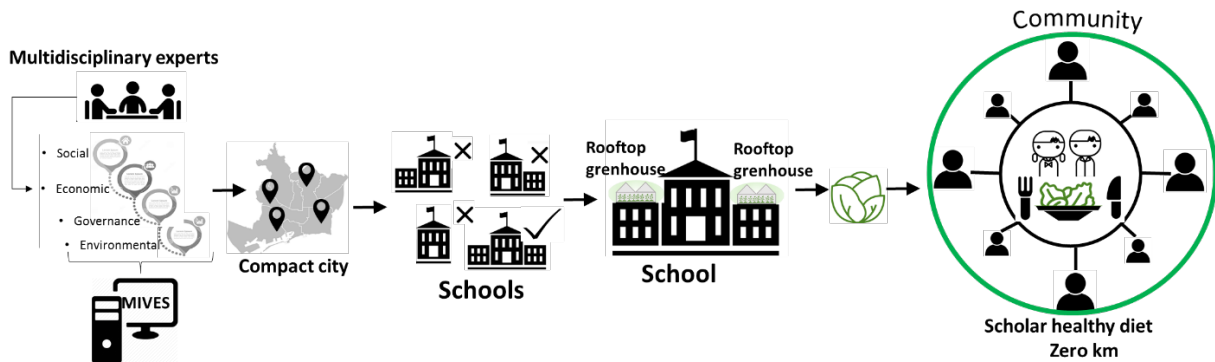 Multidisciplinary experts
• Social
• Economic
• Governance
• Environmental
MIVES
Compact city
Schools
Rooftop
grenhouse
Rooftop
grenhouse
School
Community
Scholar healthy diet
Zero km